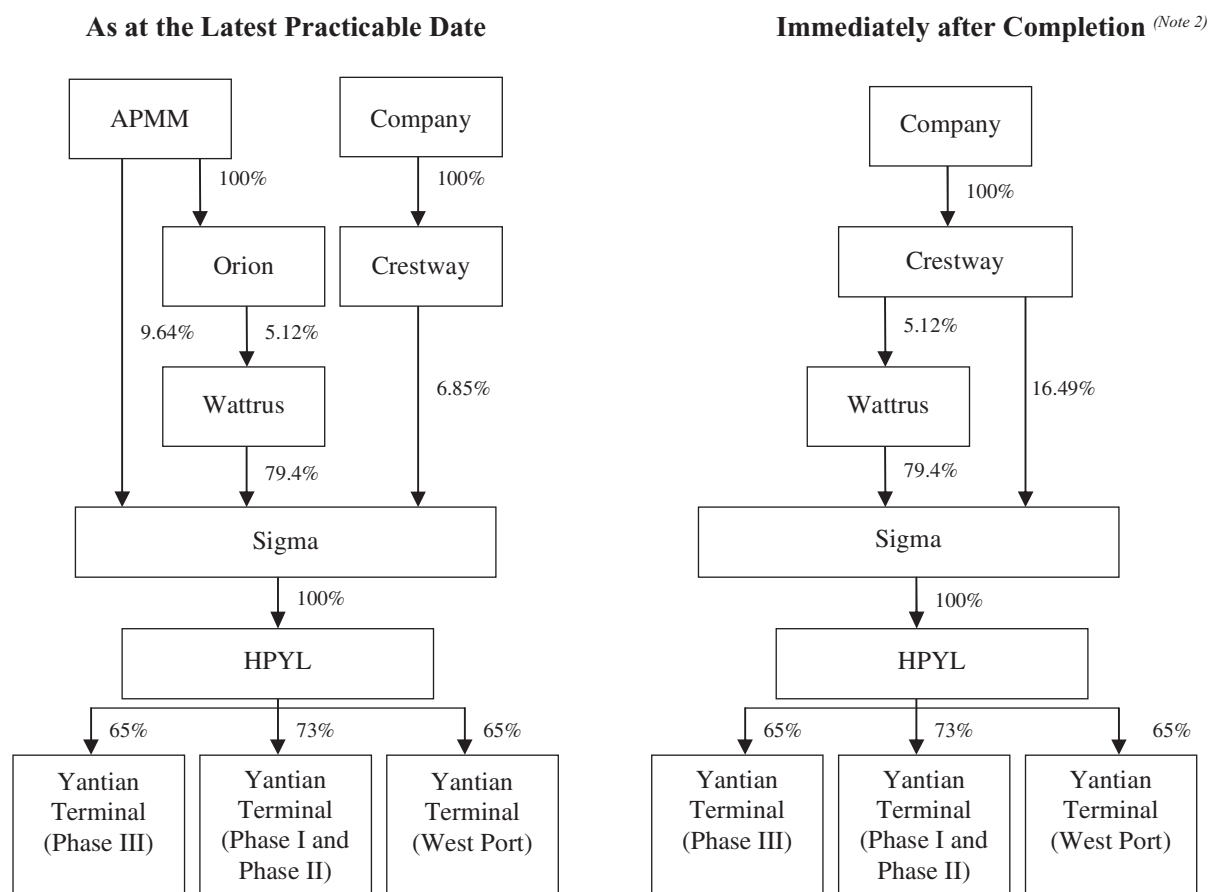 As at the Latest Practicable Date
APMM
Company
100%
100%
Orion
Crestway
9.64%
5.12%
6.85%
Wattrus
79.4%
Sigma
100%
HPYL
65%
73%
65%
Yantian
Terminal
(Phase III)
Yantian
Terminal
(Phase I and
Phase II)
Yantian
Terminal
(West Port)
Immediately after Completion (Note 2)
Company
100%
Crestway
5.12%
16.49%
Wattrus
79.4%
Sigma
100%
HPYL
65%
73%
65%
Yantian
Terminal
(Phase III)
Yantian
Terminal
(Phase I and
Phase II)
Yantian
Terminal
(West Port)